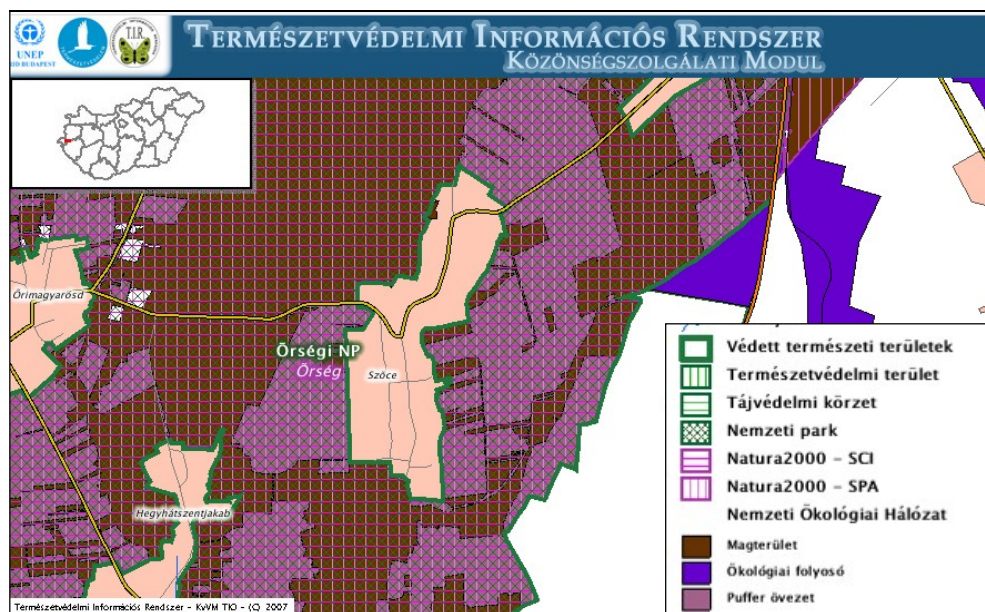 UNEP
T.I.R.
TERMÉSZETVÉDELMI INFORMÁCIÓS RENDSZER
KÖZÖNSÉGSZOLGÁLATI MODUL
Őrimagyarósd
Őrségi NP
Őrség
Szőce
Hegyhátszentjakab
Védett természeti területek
Természetvédelmi terület
Tájvédelmi körzet
Nemzeti park
Natura2000 - SCI
Natura2000 - SPA
Nemzeti Ökológiai Hálózat
Magterület
Ökológiai folyosó
Puffer övezet
Természetvédelmi Információs Rendszer - KvVM TIO - (C) 2007